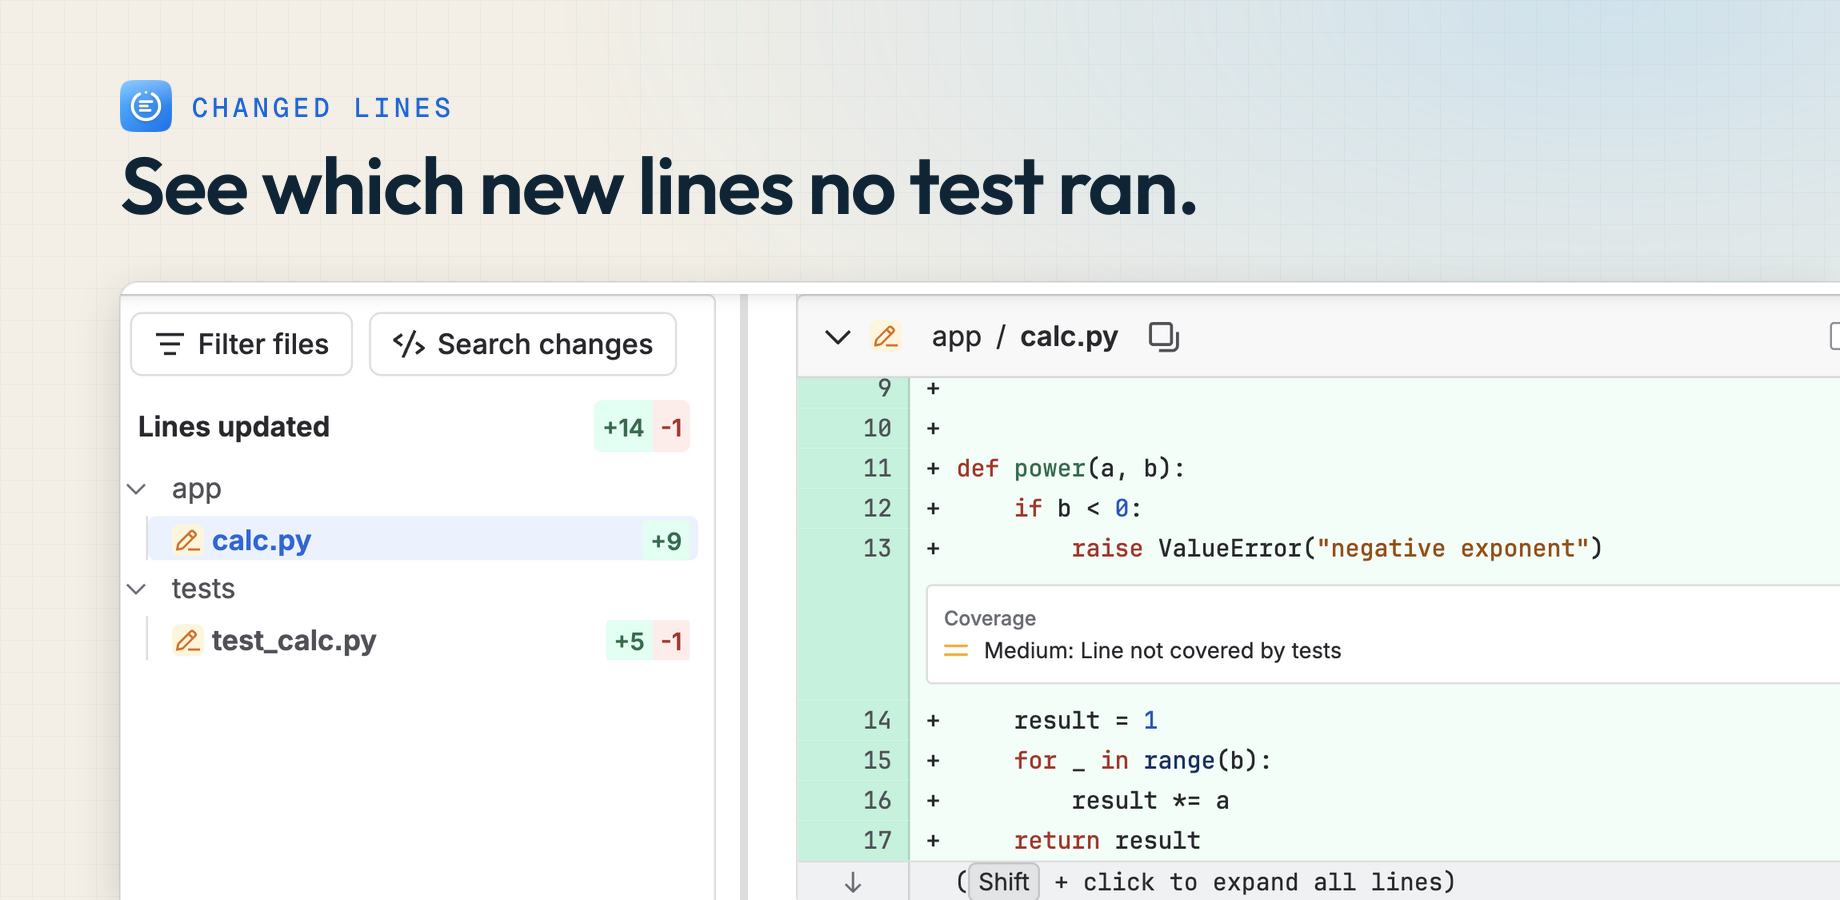 CHANGED LINES
See which new lines no test ran.
Filter files
Search changes
Lines updated +14 -1
app
calc.py +9
tests
test_calc.py +5 -1
app / calc.py
9 +
10 +
11 + def power(a, b):
12 +     if b < 0:
13 +         raise ValueError("negative exponent")
Coverage
Medium: Line not covered by tests
14 +     result = 1
15 +     for _ in range(b):
16 +         result *= a
17 +     return result
(Shift + click to expand all lines)